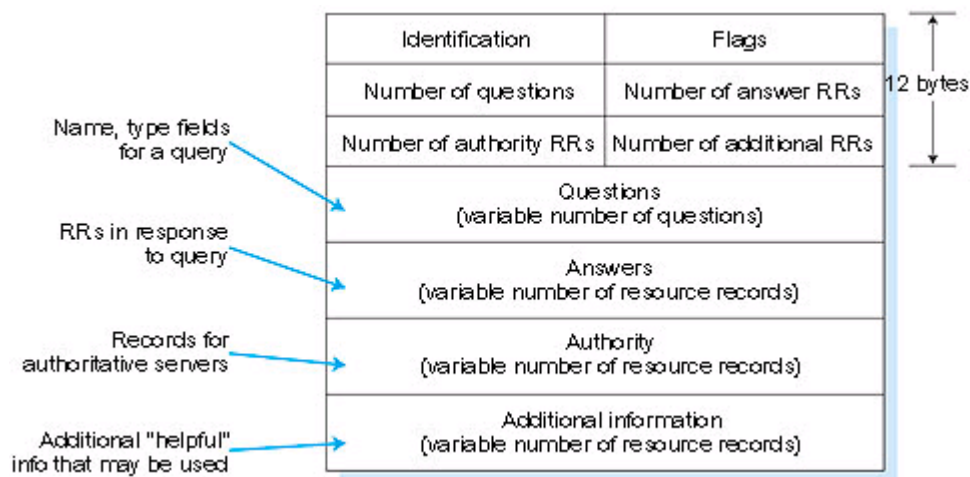 Identification
Flags
12 bytes
Number of questions
Number of answer RRs
Number of authority RRs
Number of additional RRs
Name, type fields
for a query
Questions
(variable number of questions)
RRs in response
to query
Answers
(variable number of resource records)
Records for
authoritative servers
Authority
(variable number of resource records)
Additional "helpful"
info that may be used
Additional information
(variable number of resource records)